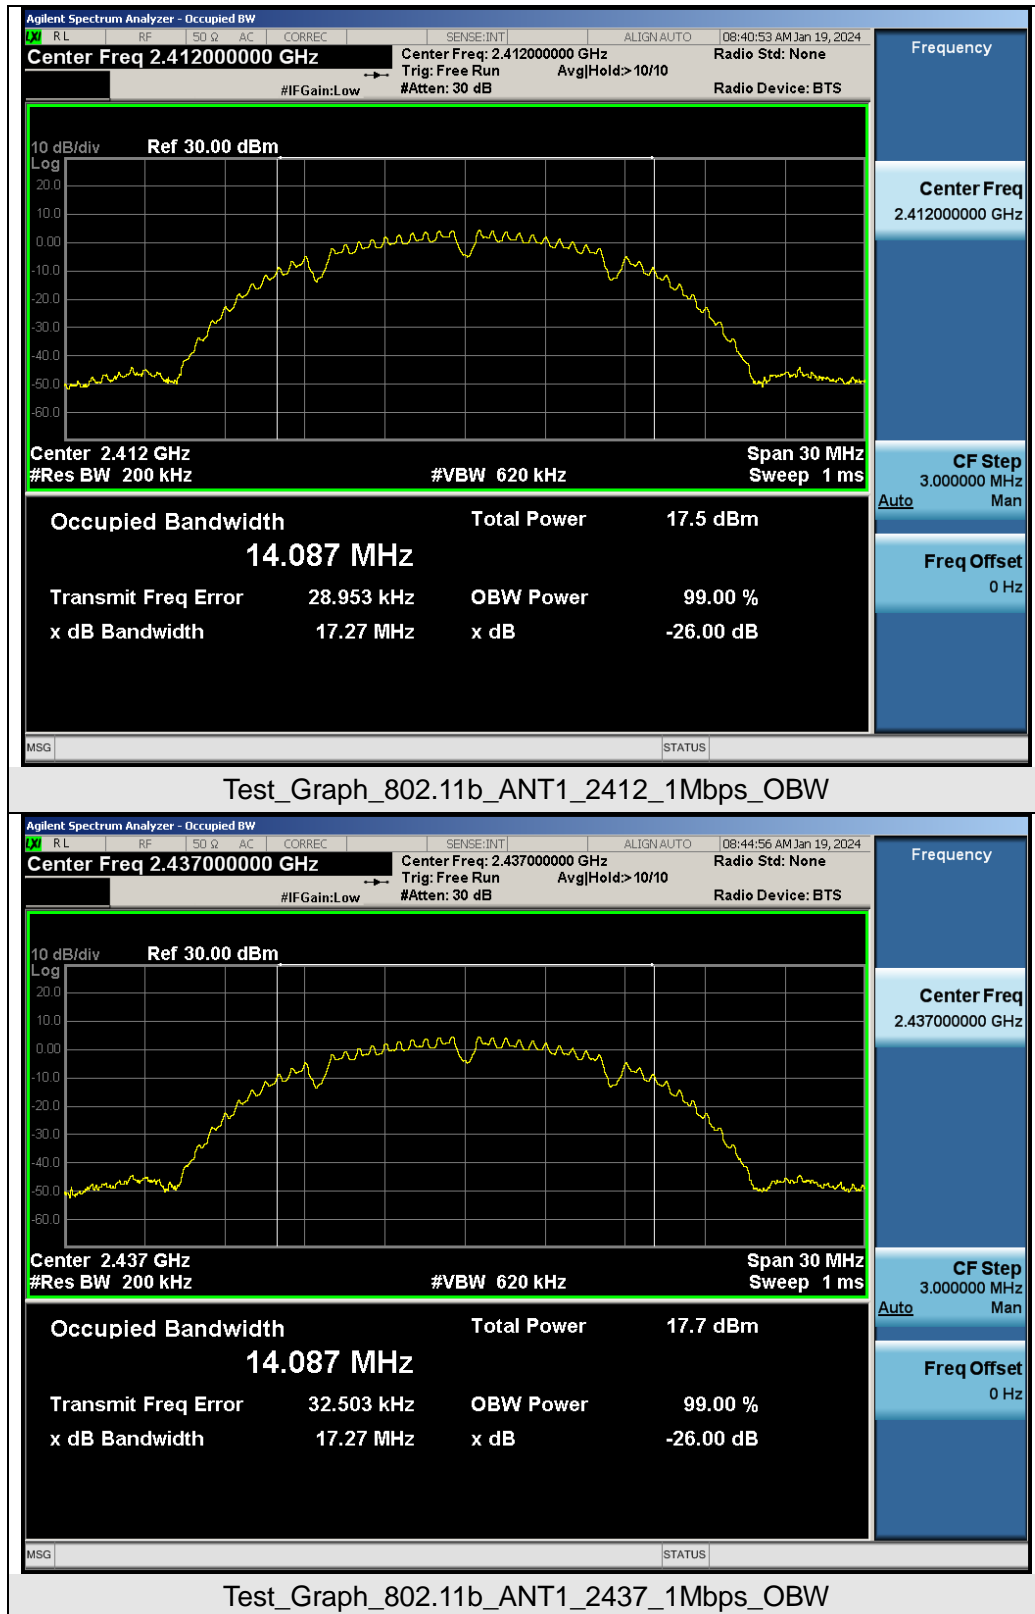 Agilent Spectrum Analyzer - Occupied BW
LXI RL RF 50 Ω AC CORREC SENSE:INT ALIGN AUTO 08:40:53 AM Jan 19, 2024
Center Freq 2.412000000 GHz
Center Freq: 2.412000000 GHz
Radio Std: None
Trig: Free Run Avg|Hold:>10/10
#IFGain:Low #Atten: 30 dB
Radio Device: BTS
Frequency
10 dB/div Ref 30.00 dBm
Log
20.0
10.0
0.00
-10.0
-20.0
-30.0
-40.0
-50.0
-60.0
Center 2.412 GHz Span 30 MHz
#Res BW 200 kHz #VBW 620 kHz Sweep 1 ms
Center Freq
2.412000000 GHz
CF Step
3.000000 MHz
Auto Man
Freq Offset
0 Hz
Occupied Bandwidth Total Power 17.5 dBm
14.087 MHz
Transmit Freq Error 28.953 kHz OBW Power 99.00 %
x dB Bandwidth 17.27 MHz x dB -26.00 dB
MSG STATUS
Test_Graph_802.11b_ANT1_2412_1Mbps_OBW
Agilent Spectrum Analyzer - Occupied BW
LXI RL RF 50 Ω AC CORREC SENSE:INT ALIGN AUTO 08:44:56 AM Jan 19, 2024
Center Freq 2.437000000 GHz
Center Freq: 2.437000000 GHz
Radio Std: None
Trig: Free Run Avg|Hold:>10/10
#IFGain:Low #Atten: 30 dB
Radio Device: BTS
Frequency
10 dB/div Ref 30.00 dBm
Log
20.0
10.0
0.00
-10.0
-20.0
-30.0
-40.0
-50.0
-60.0
Center 2.437 GHz Span 30 MHz
#Res BW 200 kHz #VBW 620 kHz Sweep 1 ms
Center Freq
2.437000000 GHz
CF Step
3.000000 MHz
Auto Man
Freq Offset
0 Hz
Occupied Bandwidth Total Power 17.7 dBm
14.087 MHz
Transmit Freq Error 32.503 kHz OBW Power 99.00 %
x dB Bandwidth 17.27 MHz x dB -26.00 dB
MSG STATUS
Test_Graph_802.11b_ANT1_2437_1Mbps_OBW